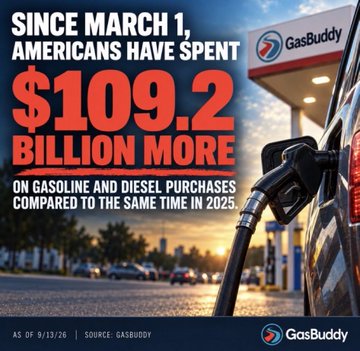 SINCE MARCH 1,
AMERICANS HAVE SPENT
$109.2
BILLION MORE
ON GASOLINE AND DIESEL PURCHASES
COMPARED TO THE SAME TIME IN 2025.
GasBuddy
AS OF 9/13/26 | SOURCE: GASBUDDY
GasBuddy